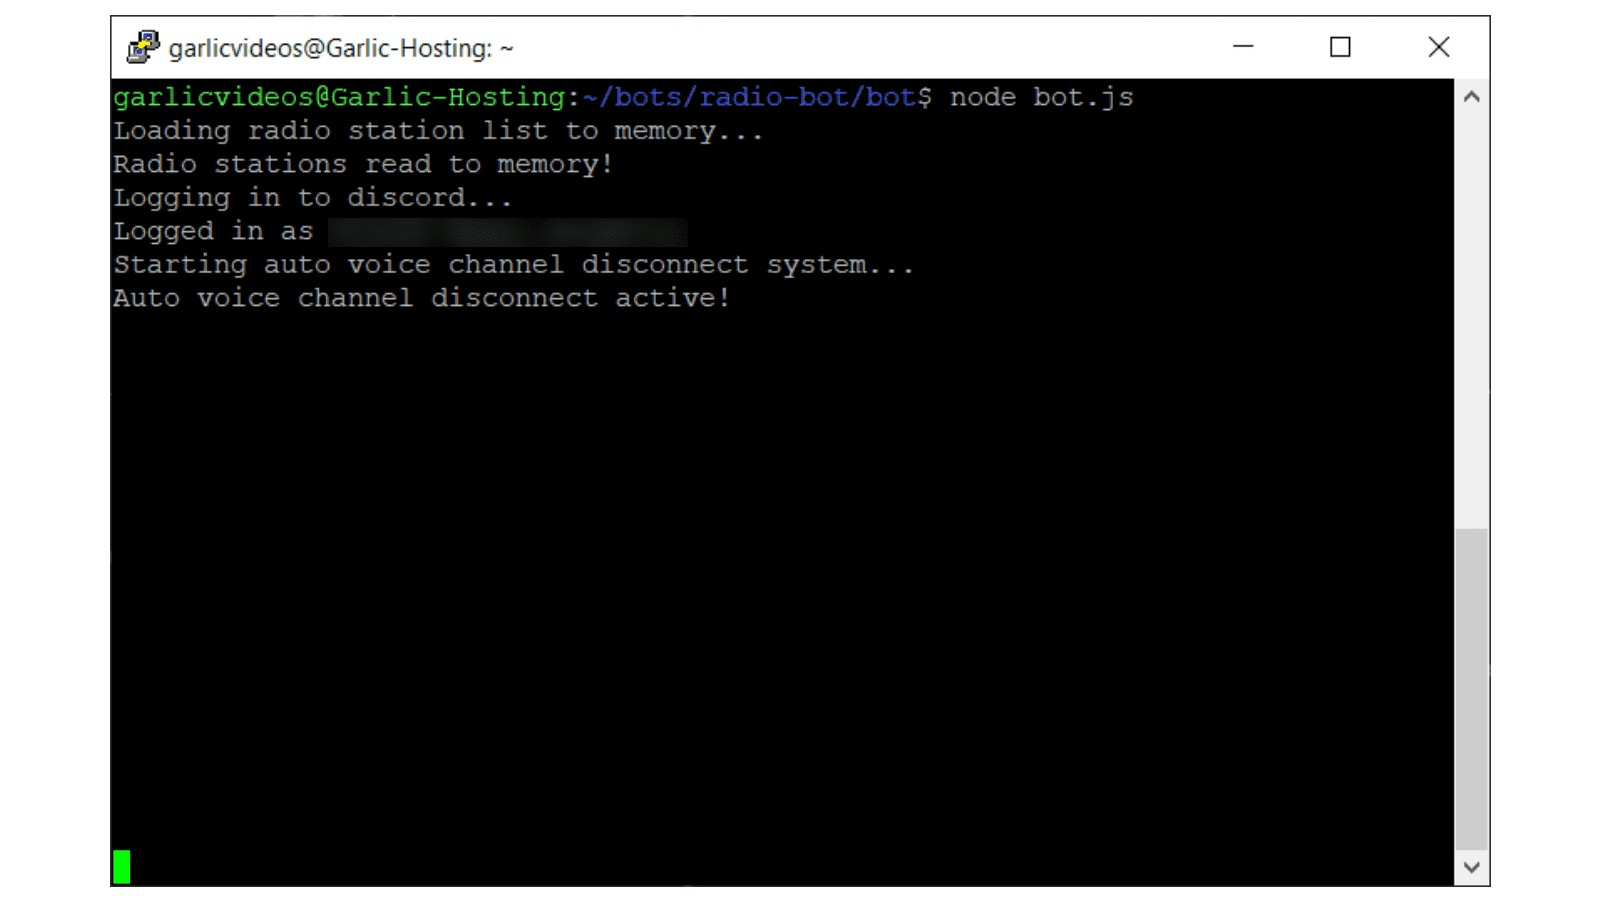 garlicvideos@Garlic-Hosting: ~
garlicvideos@Garlic-Hosting:~/bots/radio-bot/bot$ node bot.js
Loading radio station list to memory...
Radio stations read to memory!
Logging in to discord...
Logged in as
Starting auto voice channel disconnect system...
Auto voice channel disconnect active!